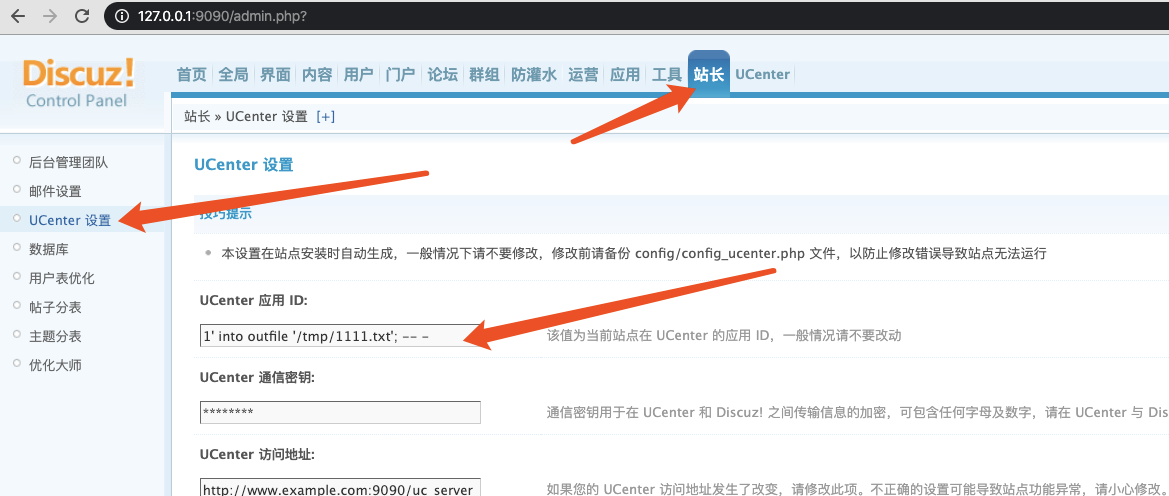 127.0.0.1:9090/admin.php?
Discuz!
Control Panel
首页 全局 界面 内容 用户 门户 论坛 群组 防灌水 运营 应用 工具 站长 UCenter
站长 » UCenter 设置 [+]
后台管理团队
邮件设置
UCenter 设置
数据库
用户表优化
帖子分表
主题分表
优化大师
UCenter 设置
技巧提示
本设置在站点安装时自动生成，一般情况下请不要修改，修改前请备份 config/config_ucenter.php 文件，以防止修改错误导致站点无法运行
UCenter 应用 ID:
1' into outfile '/tmp/1111.txt'; -- - 该值为当前站点在 UCenter 的应用 ID，一般情况请不要改动
UCenter 通信密钥:
******** 通信密钥用于在 UCenter 和 Discuz! 之间传输信息的加密，可包含任何字母及数字，请在 UCenter 与 Dis
UCenter 访问地址:
http://www.example.com:9090/uc_server 如果您的 UCenter 访问地址发生了改变，请修改此项。不正确的设置可能导致站点功能异常，请小心修改。